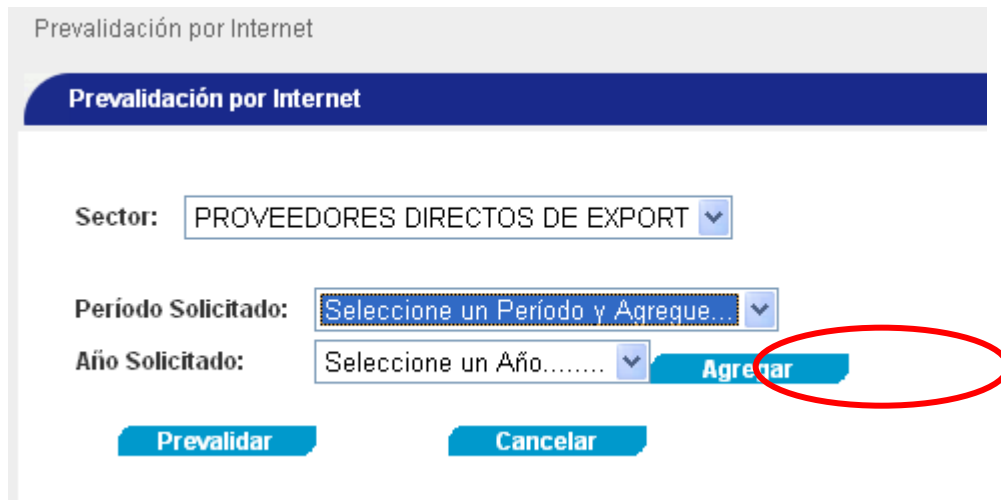 Prevalidación por Internet
Prevalidación por Internet
Sector: PROVEEDORES DIRECTOS DE EXPORT
Período Solicitado: Seleccione un Período y Agregue...
Año Solicitado: Seleccione un Año........ Agregar
Prevalidar Cancelar